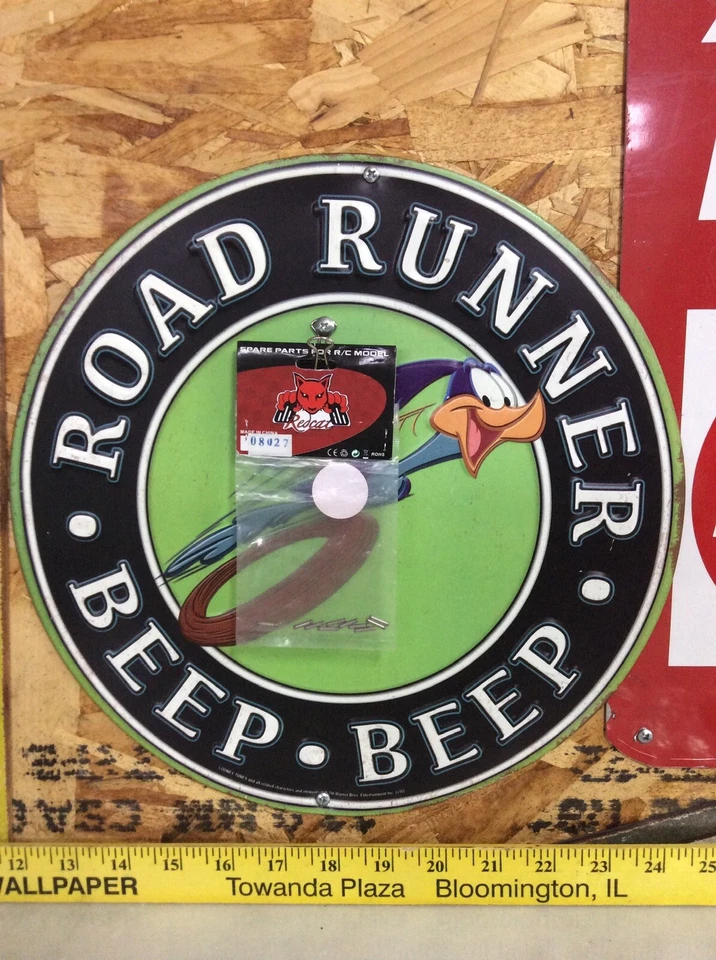 ROAD RUNNER
BEEP • BEEP
SPARE PARTS FOR R/C MODEL
Redcat
MADE IN CHINA
08027
CE
ROHS
12 13 14 15 16 17 18 19 20 21 22 23 24 25
WALLPAPER Towanda Plaza Bloomington, IL